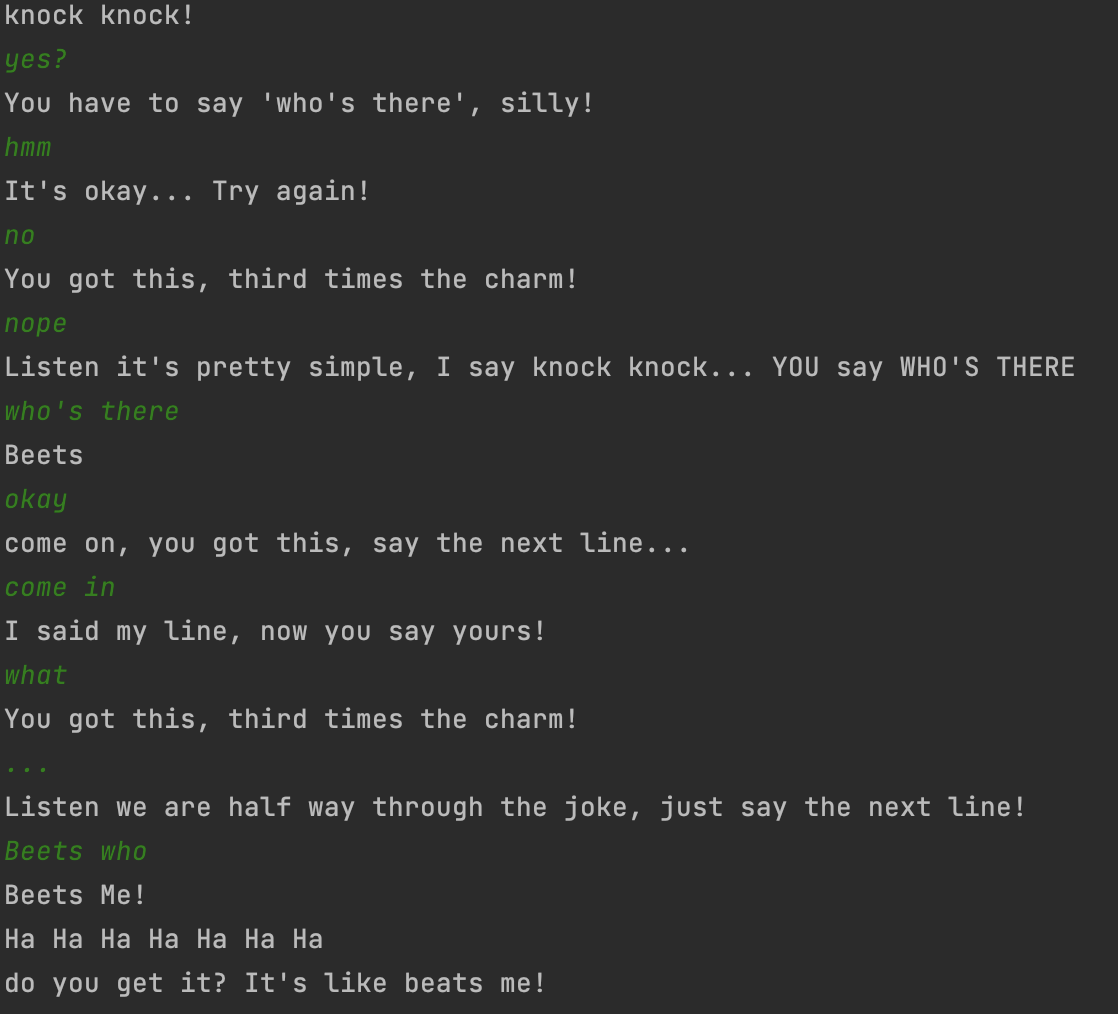 knock knock!
yes?
You have to say 'who's there', silly!
hmm
It's okay... Try again!
no
You got this, third times the charm!
nope
Listen it's pretty simple, I say knock knock... YOU say WHO'S THERE
who's there
Beets
okay
come on, you got this, say the next line...
come in
I said my line, now you say yours!
what
You got this, third times the charm!
...
Listen we are half way through the joke, just say the next line!
Beets who
Beets Me!
Ha Ha Ha Ha Ha Ha Ha
do you get it? It's like beats me!